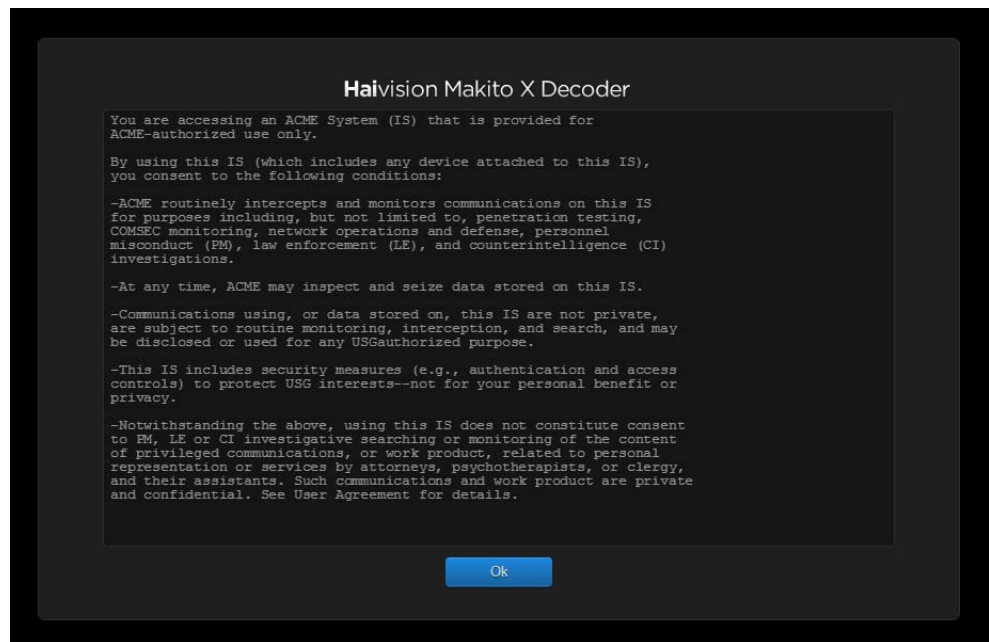 Haivision Makito X Decoder
You are accessing an ACME System (IS) that is provided for
ACME-authorized use only.
By using this IS (which includes any device attached to this IS),
you consent to the following conditions:
-ACME routinely intercepts and monitors communications on this IS
for purposes including, but not limited to, penetration testing,
COMSEC monitoring, network operations and defense, personnel
misconduct (PM), law enforcement (LE), and counterintelligence (CI)
investigations.
-At any time, ACME may inspect and seize data stored on this IS.
-Communications using, or data stored on, this IS are not private,
are subject to routine monitoring, interception, and search, and may
be disclosed or used for any USGauthorized purpose.
-This IS includes security measures (e.g., authentication and access
controls) to protect USG interests--not for your personal benefit or
privacy.
-Notwithstanding the above, using this IS does not constitute consent
to PM, LE or CI investigative searching or monitoring of the content
of privileged communications, or work product, related to personal
representation or services by attorneys, psychotherapists, or clergy,
and their assistants. Such communications and work product are private
and confidential. See User Agreement for details.
Ok